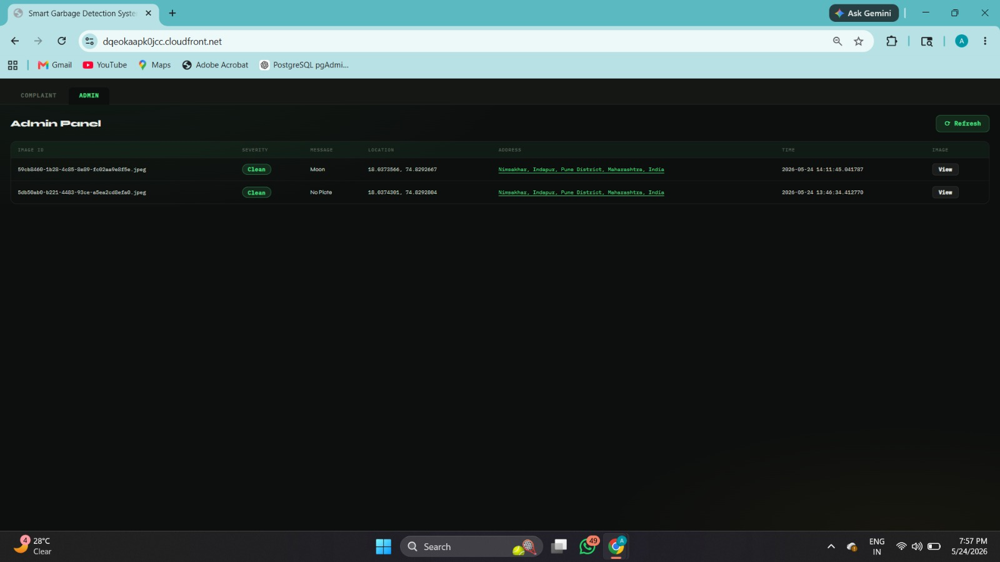 Smart Garbage Detection Syste
Ask Gemini
dqeokaapk0jcc.cloudfront.net
A
Gmail
YouTube
Maps
Adobe Acrobat
PostgreSQL pgAdmi...
COMPLAINT
ADMIN
Admin Panel
Refresh
IMAGE ID SEVERITY MESSAGE LOCATION ADDRESS TIME IMAGE
59cb8460-1b28-4c85-8e89-fc02aa9e8f5e.jpeg Clean Moon 18.0373566, 74.8292667 Nimsakhar, Indapur, Pune District, Maharashtra, India 2026-05-24 14:11:45.041787 View
5db50ab0-b221-4483-93ce-a5ea2cd8efa0.jpeg Clean No Plate 18.0374301, 74.8292804 Nimsakhar, Indapur, Pune District, Maharashtra, India 2026-05-24 13:46:34.412770 View
4
28°C
Clear
Search
49
A
ENG
IN
7:57 PM
5/24/2026